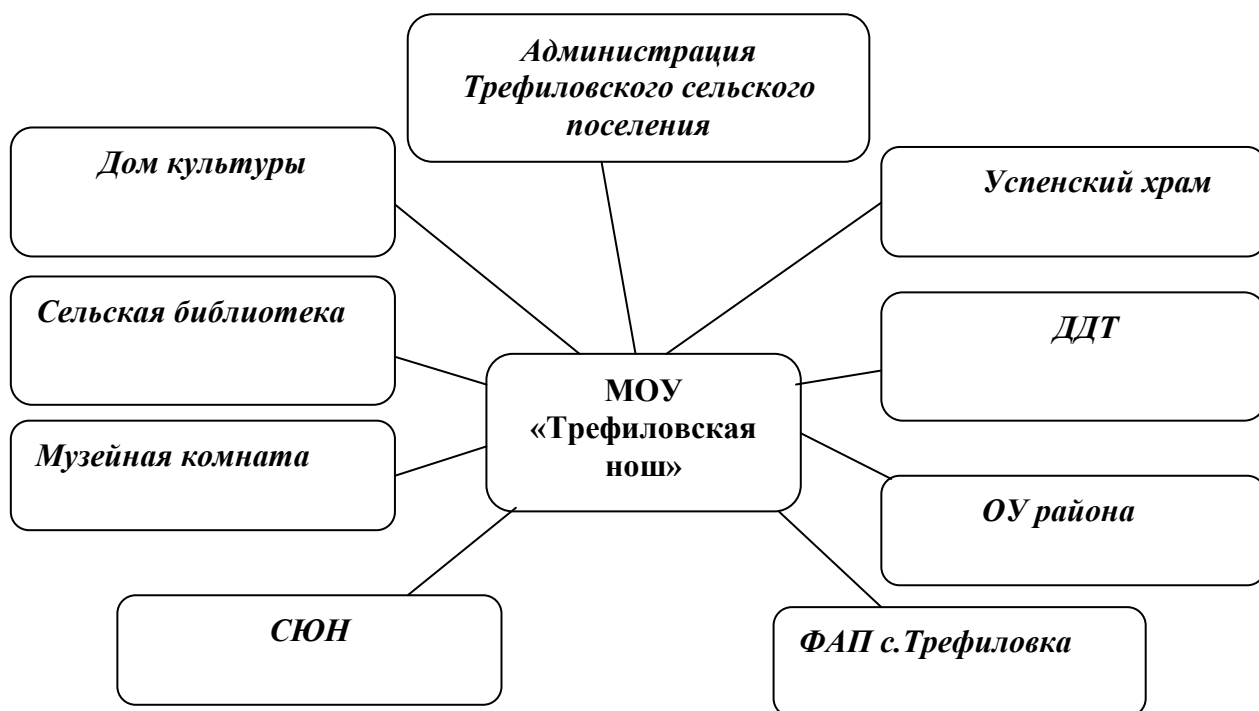 Администрация
Трефиловского сельского
поселения
Дом культуры
Успенский храм
Сельская библиотека
ДДТ
МОУ
«Трефиловская
нош»
Музейная комната
ОУ района
СЮН
ФАП с.Трефиловка